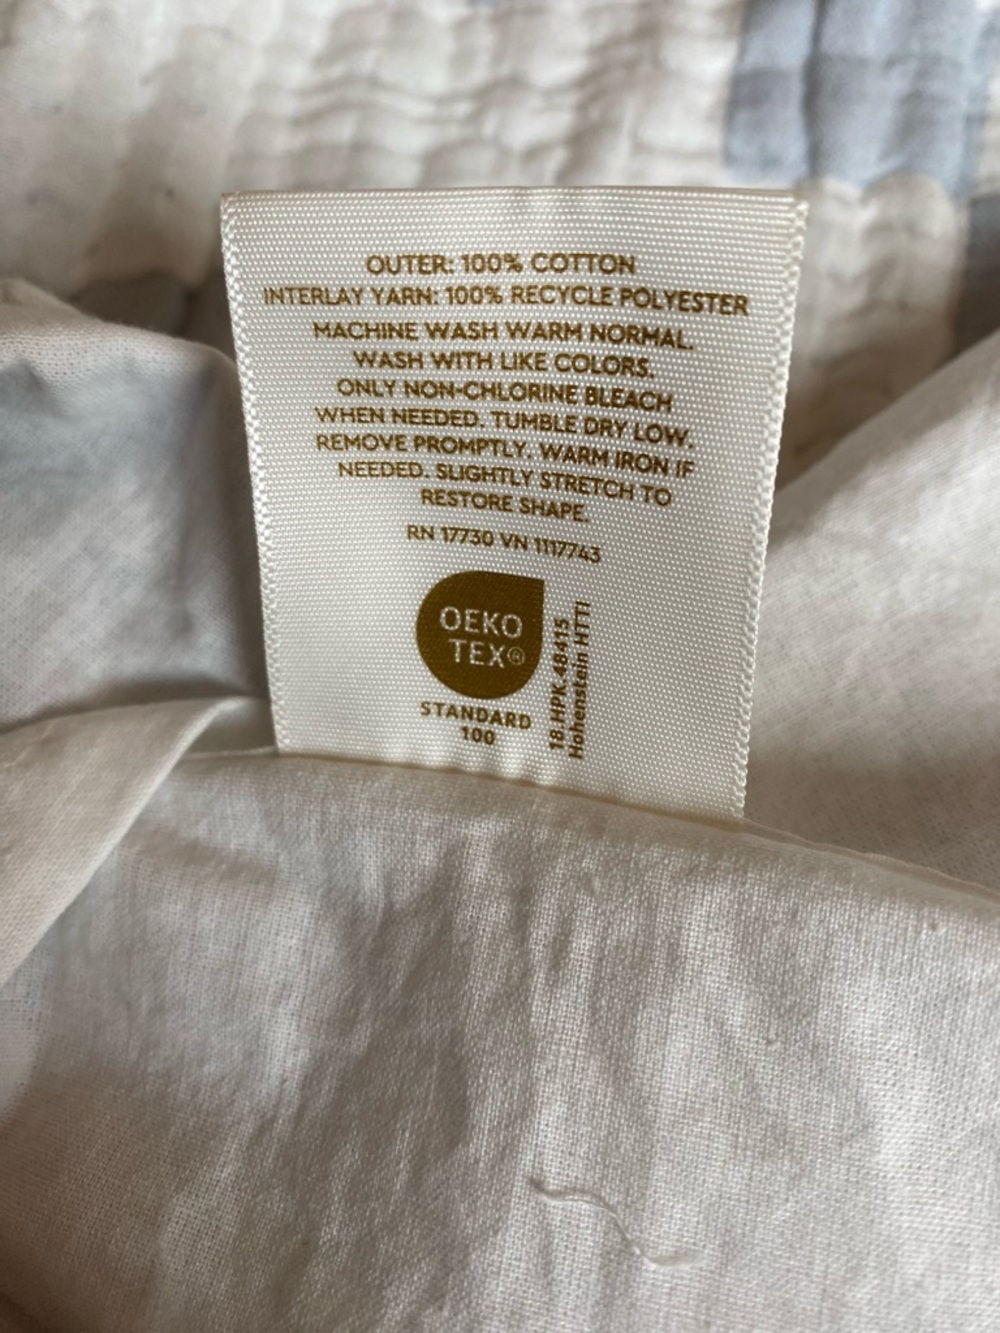 OUTER: 100% COTTON
INTERLAY YARN: 100% RECYCLE POLYESTER
MACHINE WASH WARM NORMAL.
WASH WITH LIKE COLORS.
ONLY NON-CHLORINE BLEACH
WHEN NEEDED. TUMBLE DRY LOW.
REMOVE PROMPTLY. WARM IRON IF
NEEDED. SLIGHTLY STRETCH TO
RESTORE SHAPE.
RN 17730 VN 1117743
OEKO
TEX®
STANDARD
100
18.HPK.48415
Hohenstein HTTI